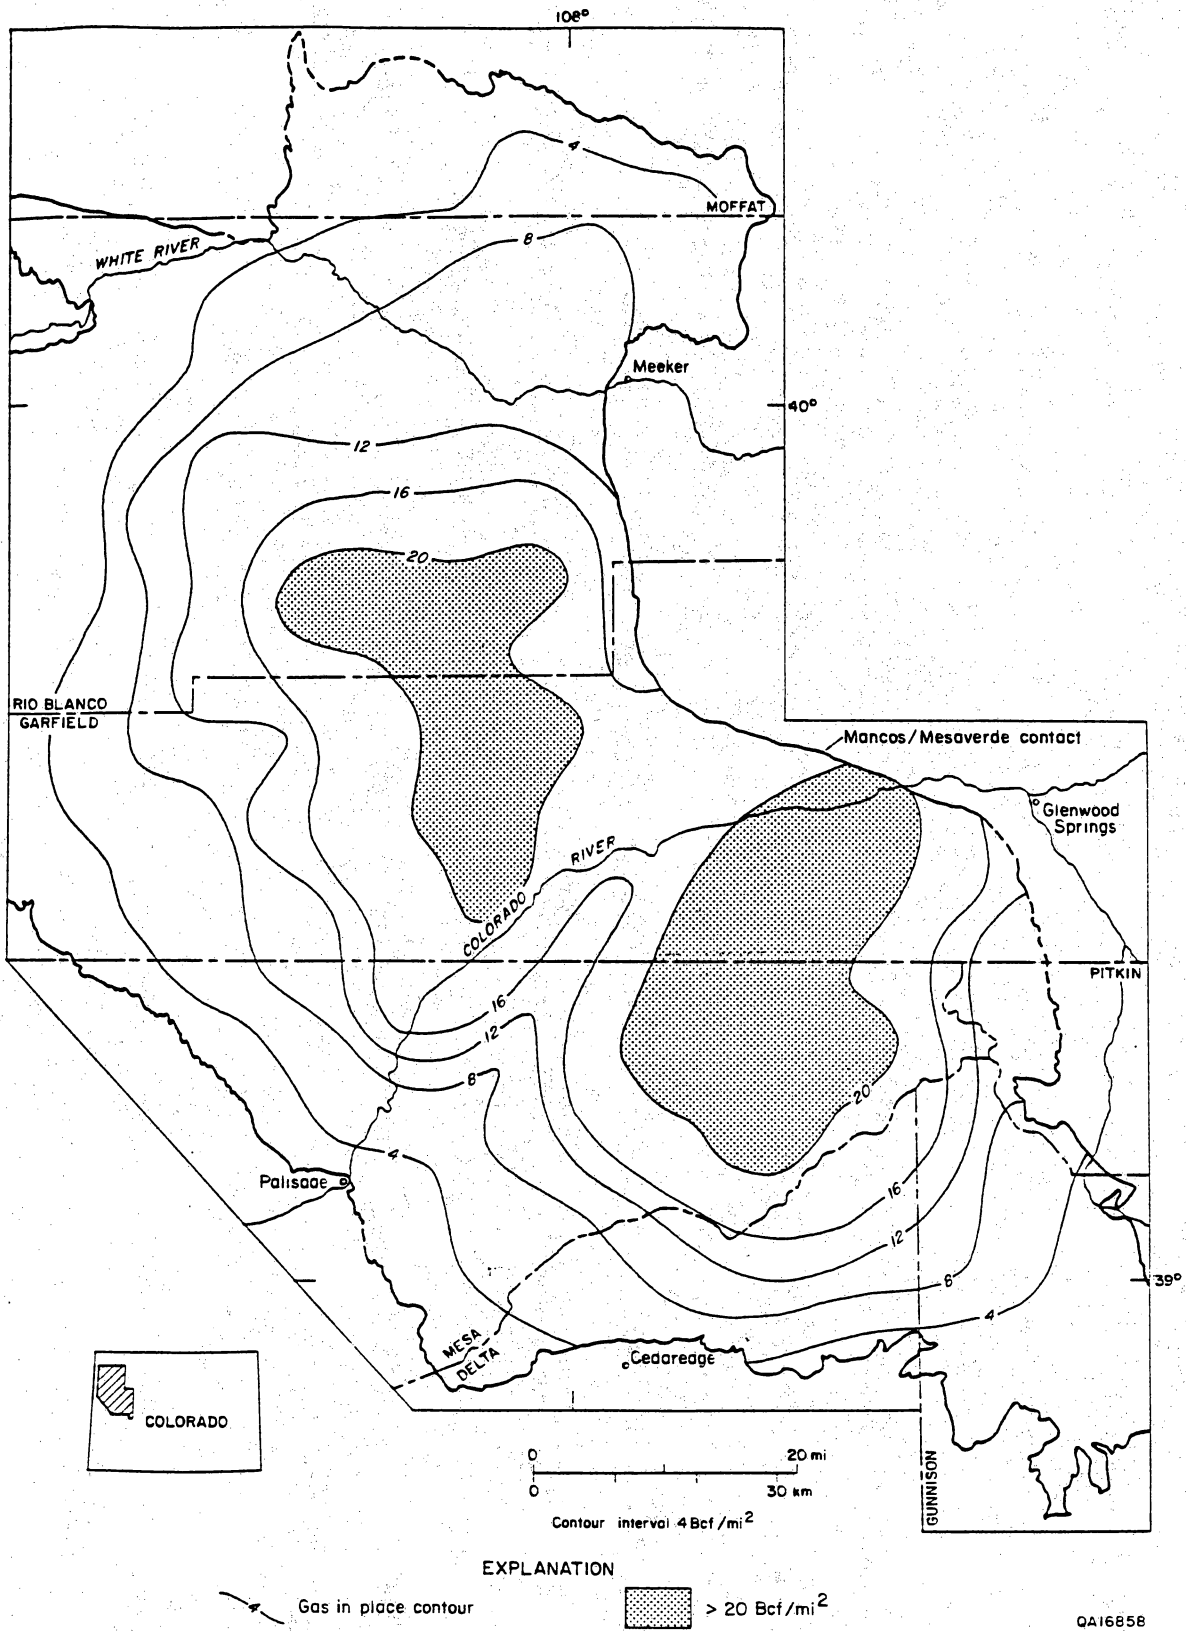 108°
4
MOFFAT
WHITE RIVER
8
Meeker
40°
12
16
20
RIO BLANCO
GARFIELD
Mancos/Mesaverde contact
Glenwood
Springs
RIVER
COLORADO
PITKIN
16
12
8
20
4
Palisade
16
12
8
39°
4
MESA
DELTA
Cedaredge
COLORADO
GUNNISON
0 20 mi
0 30 km
Contour interval 4 Bcf/mi²
EXPLANATION
4 Gas in place contour
> 20 Bcf/mi²
QA16858